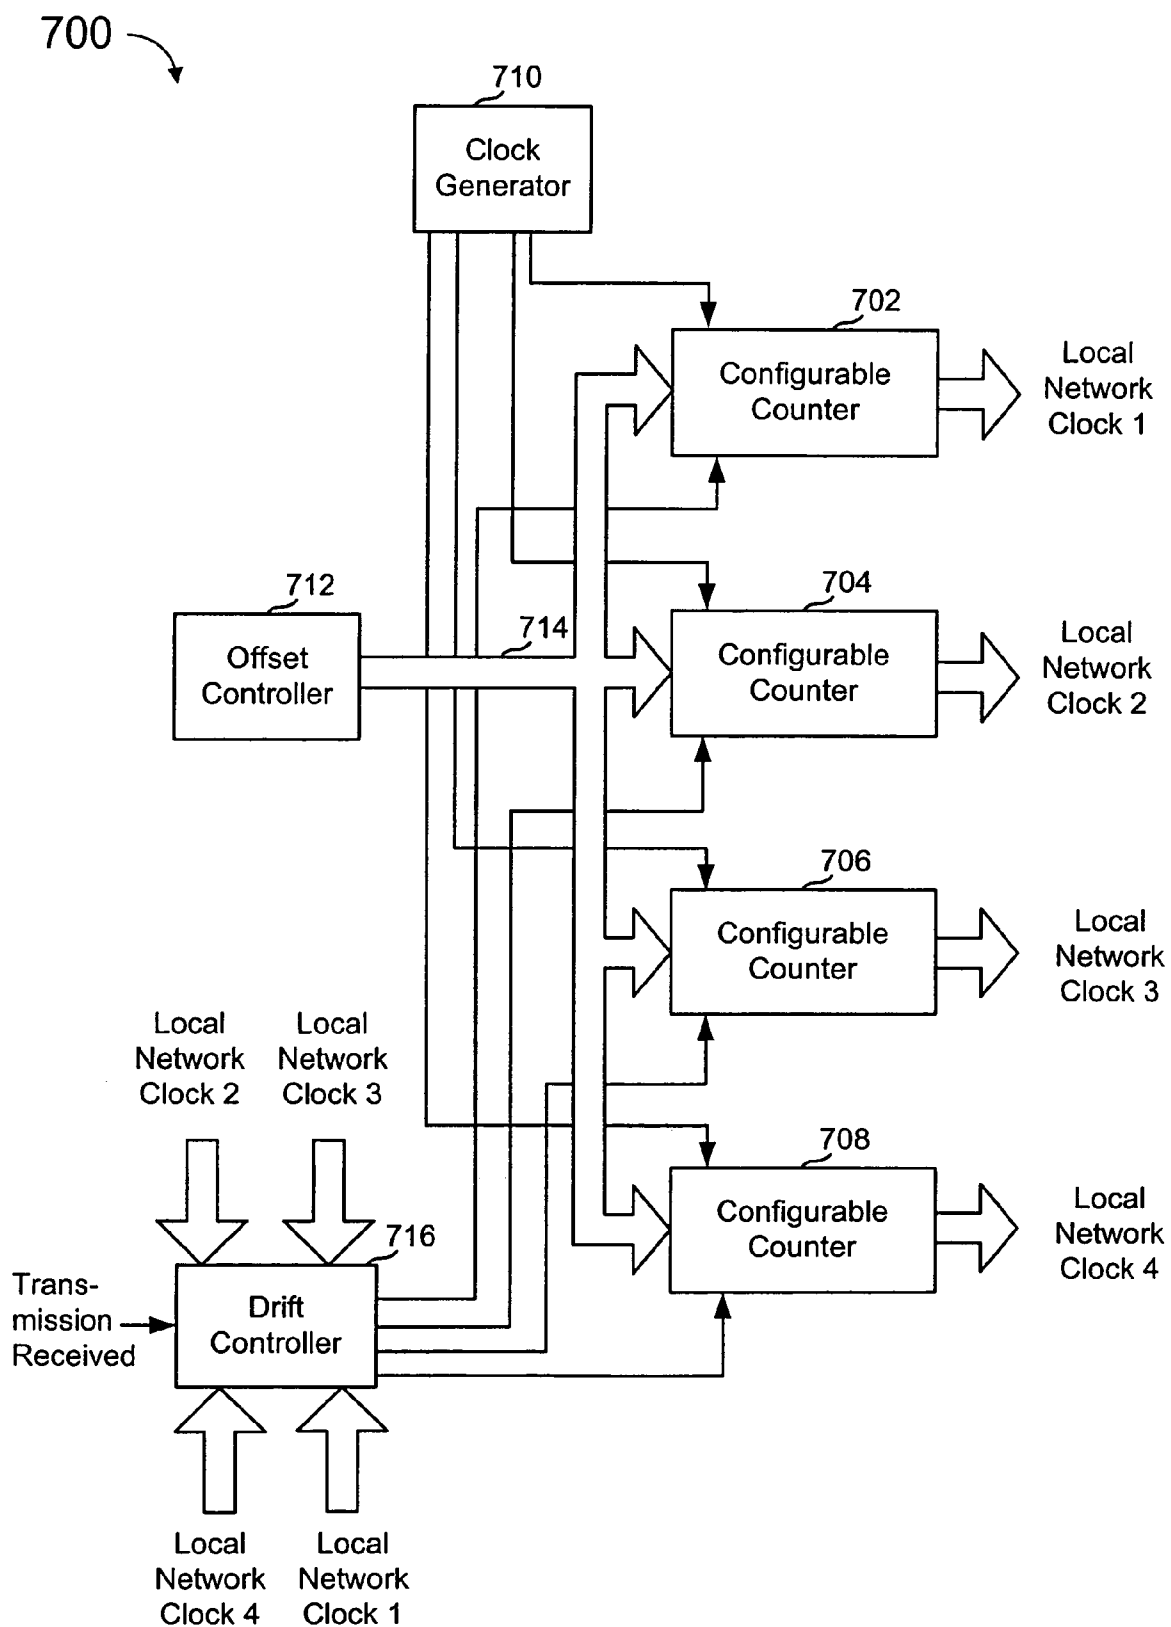 700
710
Clock
Generator
702
Configurable
Counter
Local
Network
Clock 1
712
Offset
Controller
714
704
Configurable
Counter
Local
Network
Clock 2
706
Configurable
Counter
Local
Network
Clock 3
Local
Network
Clock 2
Local
Network
Clock 3
708
Configurable
Counter
Local
Network
Clock 4
716
Drift
Controller
Trans-
mission
Received
Local
Network
Clock 4
Local
Network
Clock 1